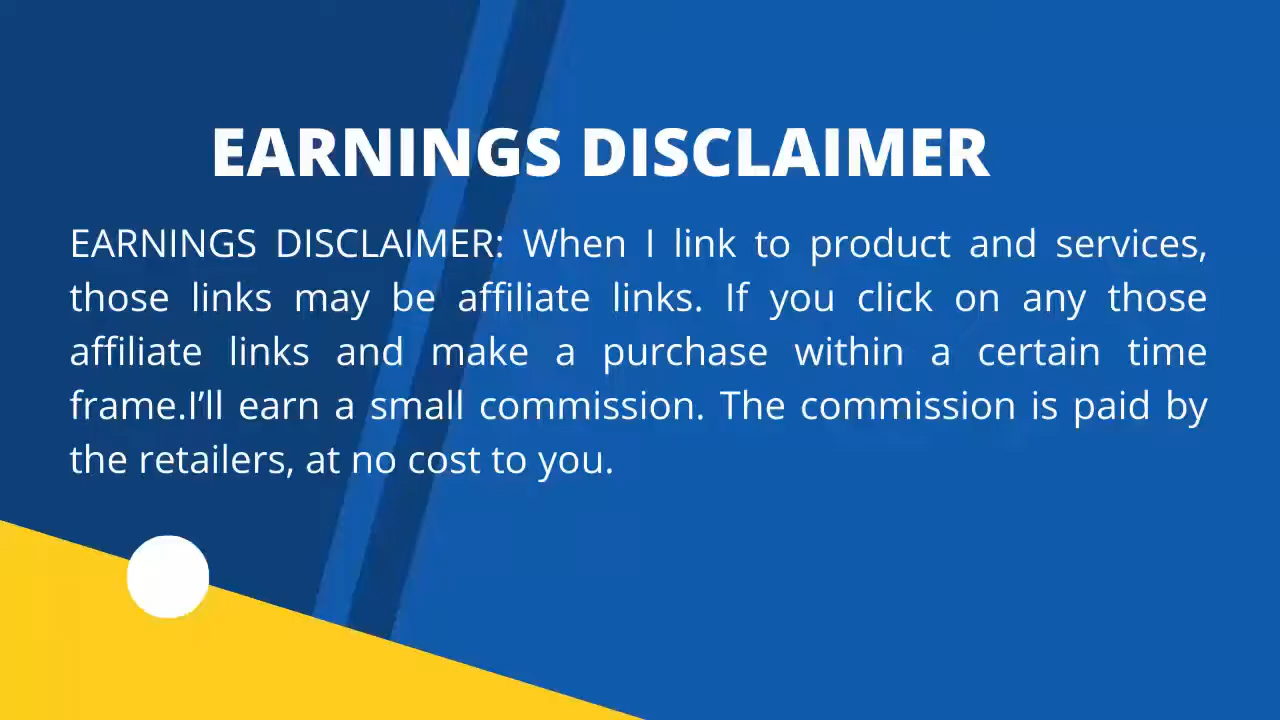 EARNINGS DISCLAIMER
EARNINGS DISCLAIMER: When I link to product and services,
those links may be affiliate links. If you click on any those
affiliate links and make a purchase within a certain time
frame.I’ll earn a small commission. The commission is paid by
the retailers, at no cost to you.